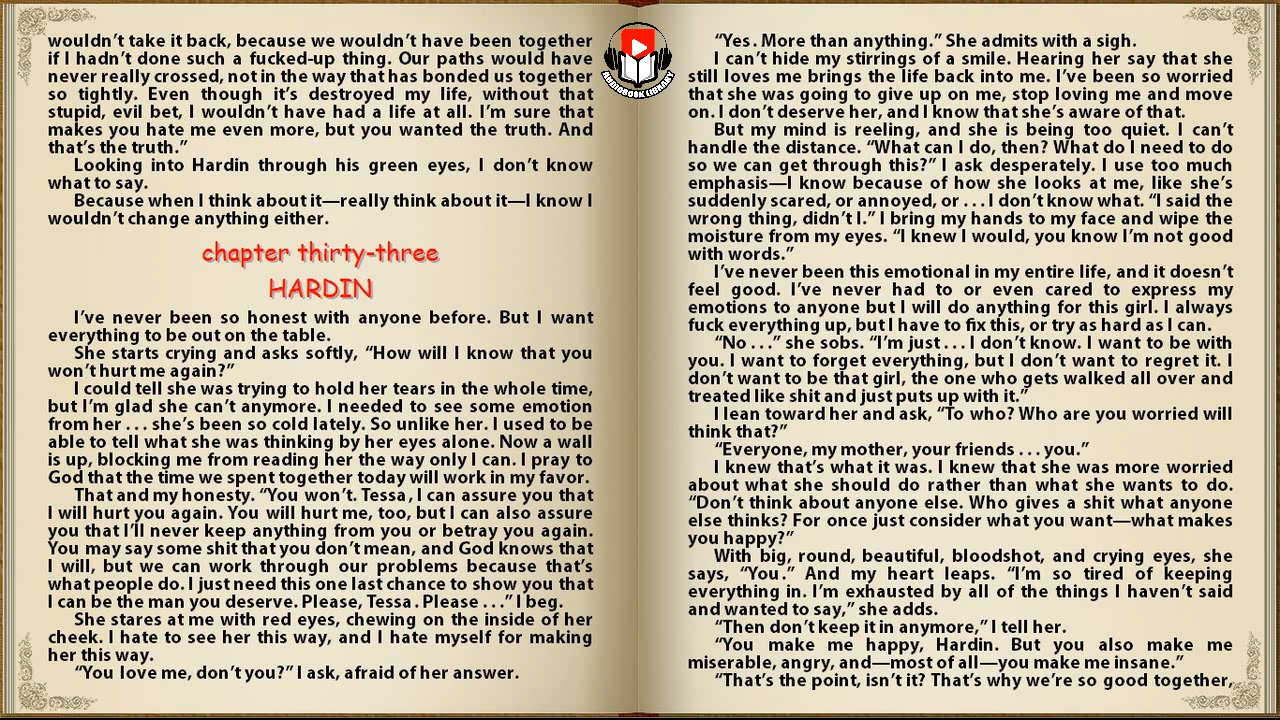 wouldn’t take it back, because we wouldn’t have been together
if I hadn’t done such a fucked-up thing. Our paths would have
never really crossed, not in the way that has bonded us together
so tightly. Even though it’s destroyed my life, without that
stupid, evil bet, I wouldn’t have had a life at all. I’m sure that
makes you hate me even more, but you wanted the truth. And
that’s the truth.”
Looking into Hardin through his green eyes, I don’t know
what to say.
Because when I think about it—really think about it—I know I
wouldn’t change anything either.
chapter thirty-three
HARDIN
I’ve never been so honest with anyone before. But I want
everything to be out on the table.
She starts crying and asks softly, “How will I know that you
won’t hurt me again?”
I could tell she was trying to hold her tears in the whole time,
but I’m glad she can’t anymore. I needed to see some emotion
from her . . . she’s been so cold lately. So unlike her. I used to be
able to tell what she was thinking by her eyes alone. Now a wall
is up, blocking me from reading her the way only I can. I pray to
God that the time we spent together today will work in my favor.
That and my honesty. “You won’t. Tessa, I can assure you that
I will hurt you again. You will hurt me, too, but I can also assure
you that I’ll never keep anything from you or betray you again.
You may say some shit that you don’t mean, and God knows that
I will, but we can work through our problems because that’s
what people do. I just need this one last chance to show you that
I can be the man you deserve. Please, Tessa. Please . . .” I beg.
She stares at me with red eyes, chewing on the inside of her
cheek. I hate to see her this way, and I hate myself for making
her this way.
“You love me, don’t you?” I ask, afraid of her answer.
AUDIOBOOK LIBRARY
“Yes. More than anything.” She admits with a sigh.
I can’t hide my stirrings of a smile. Hearing her say that she
still loves me brings the life back into me. I’ve been so worried
that she was going to give up on me, stop loving me and move
on. I don’t deserve her, and I know that she’s aware of that.
But my mind is reeling, and she is being too quiet. I can’t
handle the distance. “What can I do, then? What do I need to do
so we can get through this?” I ask desperately. I use too much
emphasis—I know because of how she looks at me, like she’s
suddenly scared, or annoyed, or . . . I don’t know what. “I said the
wrong thing, didn’t I.” I bring my hands to my face and wipe the
moisture from my eyes. “I knew I would, you know I’m not good
with words.”
I’ve never been this emotional in my entire life, and it doesn’t
feel good. I’ve never had to or even cared to express my
emotions to anyone but I will do anything for this girl. I always
fuck everything up, but I have to fix this, or try as hard as I can.
“No . . .” she sobs. “I’m just . . . I don’t know. I want to be with
you. I want to forget everything, but I don’t want to regret it. I
don’t want to be that girl, the one who gets walked all over and
treated like shit and just puts up with it.”
I lean toward her and ask, “To who? Who are you worried will
think that?”
“Everyone, my mother, your friends . . . you.”
I knew that’s what it was. I knew that she was more worried
about what she should do rather than what she wants to do.
“Don’t think about anyone else. Who gives a shit what anyone
else thinks? For once just consider what you want—what makes
you happy?”
With big, round, beautiful, bloodshot, and crying eyes, she
says, “You.” And my heart leaps. “I’m so tired of keeping
everything in. I’m exhausted by all of the things I haven’t said
and wanted to say,” she adds.
“Then don’t keep it in anymore,” I tell her.
“You make me happy, Hardin. But you also make me
miserable, angry, and—most of all—you make me insane.”
“That’s the point, isn’t it? That’s why we’re so good together,